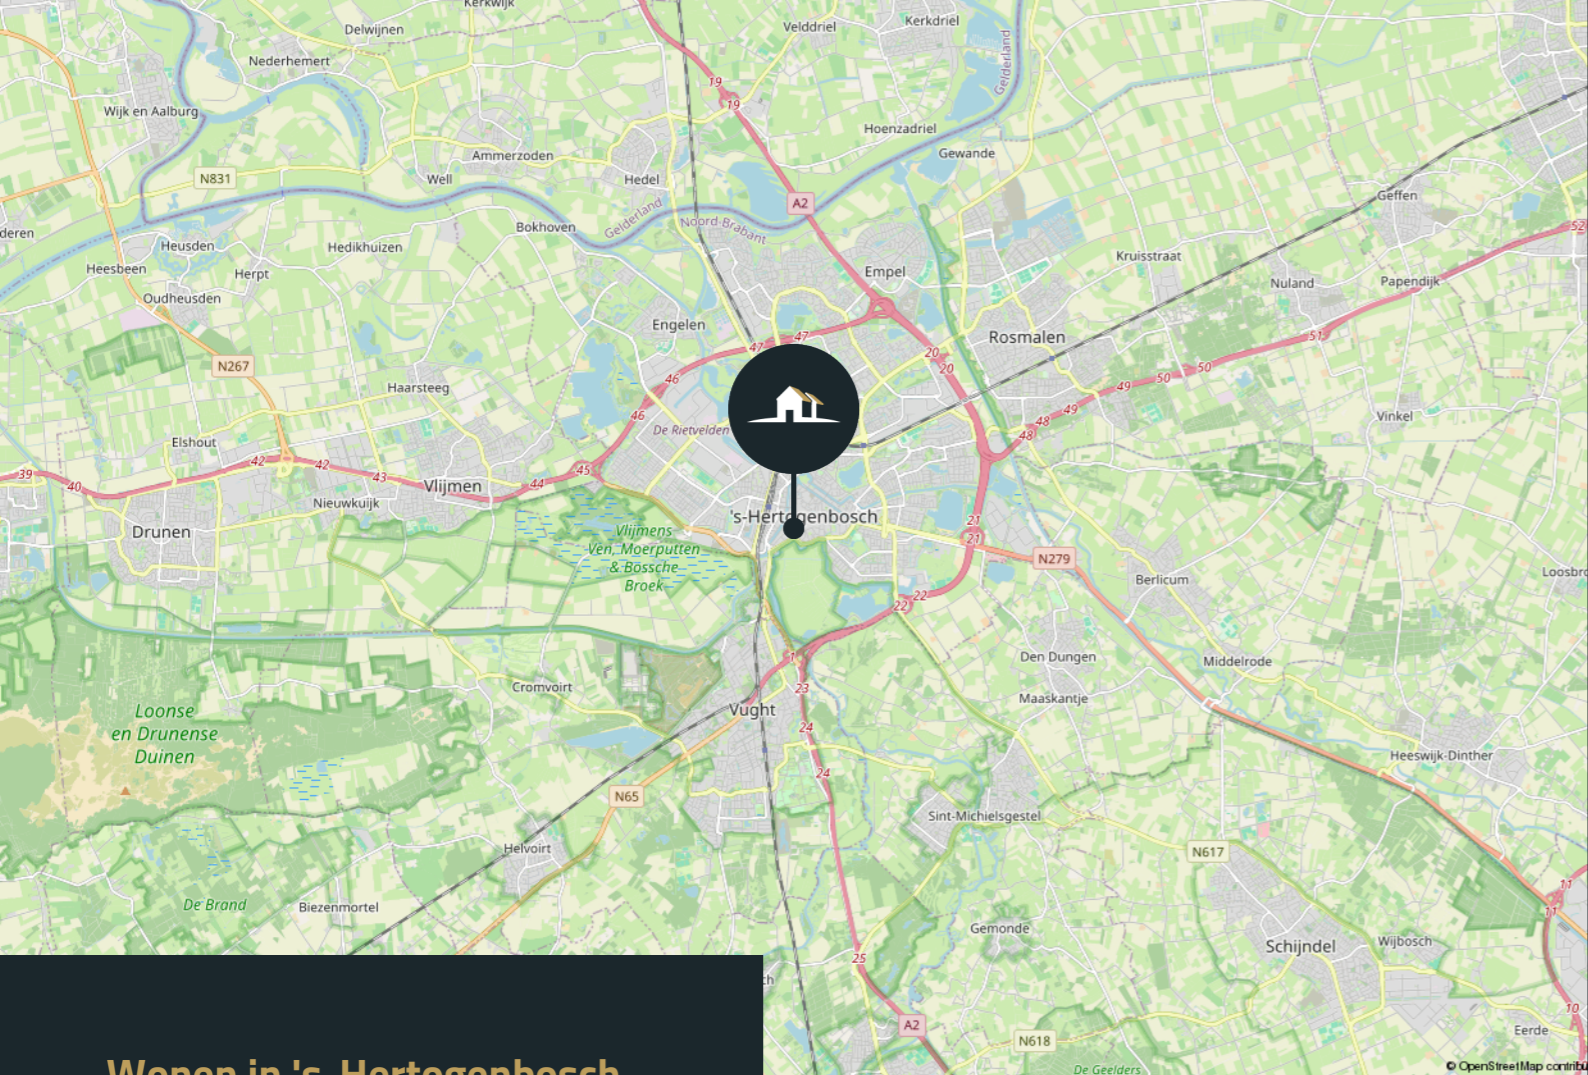 Kerkwijk
Delwijnen
Velddriel
Kerkdriel
Nederhemert
Gelderland
19
19
Wijk en Aalburg
Hoenzadriel
Ammerzoden
Gewande
N831
Well
Hedel
Geffen
A2
Gelderland
Noord-Brabant
Bokhoven
52
deren
Heusden
Hedikhuizen
Kruisstraat
Heesbeen
Herpt
Empel
Nuland
Papendijk
Oudheusden
Engelen
Rosmalen
47
47
51
20
20
N267
50
50
46
49
Haarsteeg
46
49
Vinkel
48
48
De Rietvelden
Elshout
42
42
43
45
39
40
44
Vlijmen
Nieuwkuijk
's-Hertogenbosch
21
21
Drunen
Vlijmens
Ven, Moerputten
& Bossche
Broek
N279
Berlicum
Loosbro
22
22
Den Dungen
Middelrode
1
Cromvoirt
23
Maaskantje
Vught
Loonse
en Drunense
Duinen
24
Heeswijk-Dinther
24
N65
Sint-Michielsgestel
Helvoirt
N617
11
De Brand
Biezenmortel
11
Gemonde
Schijndel
Wijbosch
25
ch
10
A2
Eerde
N618
De Geelders
Wonen in 's-Hertogenbosch
© OpenStreetMap contribu